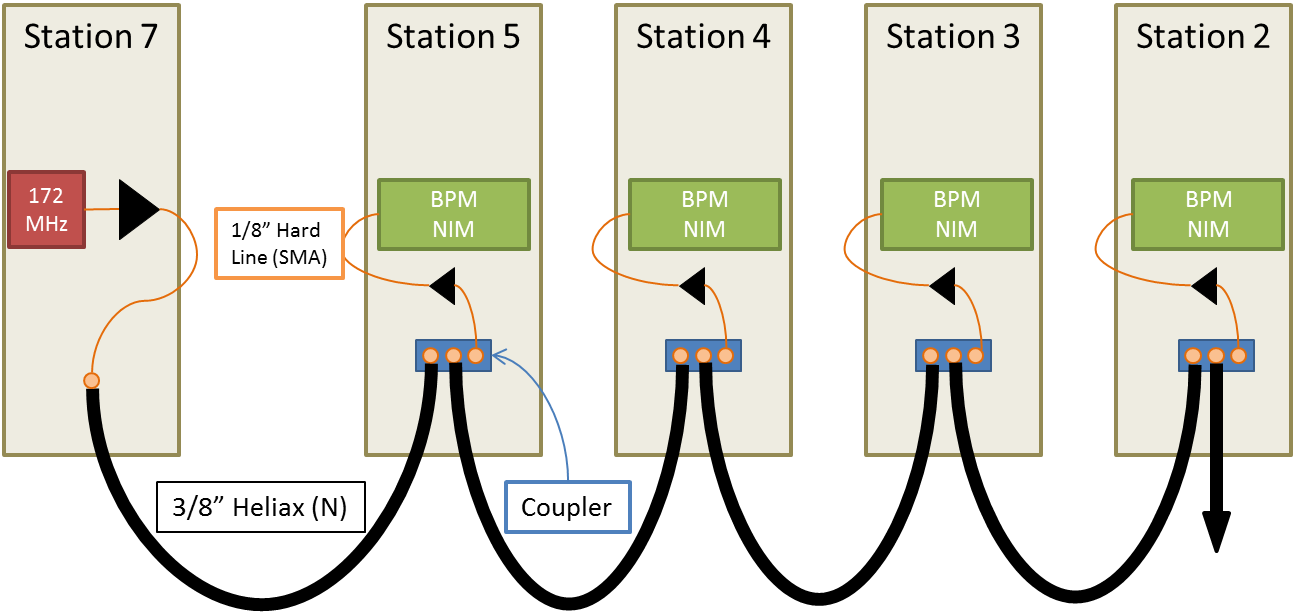 Station 7
Station 5
Station 4
Station 3
Station 2
172
MHz
1/8” Hard
Line (SMA)
BPM
NIM
BPM
NIM
BPM
NIM
BPM
NIM
3/8” Heliax (N)
Coupler